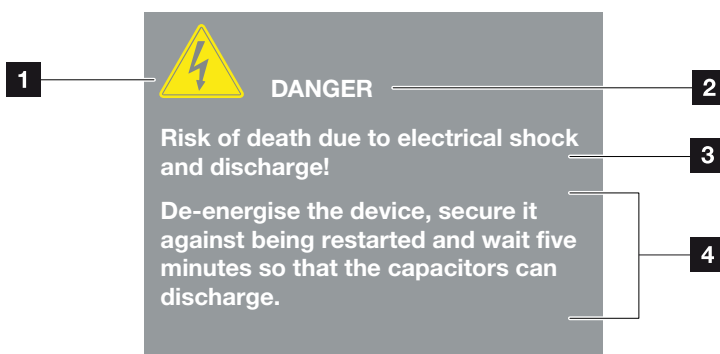 1
DANGER
2
Risk of death due to electrical shock
and discharge!
3
De-energise the device, secure it
against being restarted and wait five
minutes so that the capacitors can
discharge.
4